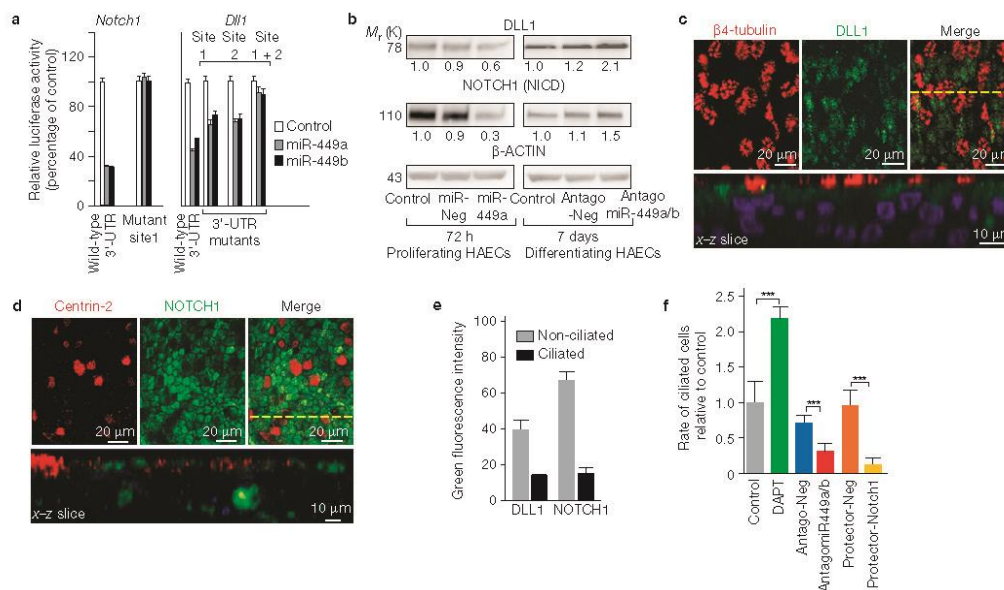 a
Notch1
Dll1
Site Site Site
1 2 1 + 2
Relative luciferase activity
(percentage of control)
120
80
40
0
Control
miR-449a
miR-449b
Wild-type
3'-UTR
Mutant
site1
Wild-type
3'-UTR
3'-UTR
mutants
b
DLL1
Mr (K)
78
1.0 0.9 0.6 1.0 1.2 2.1
NOTCH1 (NICD)
110
1.0 0.9 0.3 1.0 1.1 1.5
β-ACTIN
43
Control miR-Neg miR-449a Control Antago-Neg Antago miR-449a/b
72 h 7 days
Proliferating HAECs Differentiating HAECs
c
β4-tubulin DLL1 Merge
20 μm 20 μm 20 μm
x–z slice 10 μm
d
Centrin-2 NOTCH1 Merge
20 μm 20 μm 20 μm
x–z slice 10 μm
e
Green fluorescence intensity
100
80
60
40
20
0
Non-ciliated
Ciliated
DLL1 NOTCH1
f
Rate of ciliated cells
relative to control
2.5
2.0
1.5
1.0
0.5
0
*** *** ***
Control
DAPT
Antago-Neg
AntagomiR449a/b
Protector-Neg
Protector-Notch1